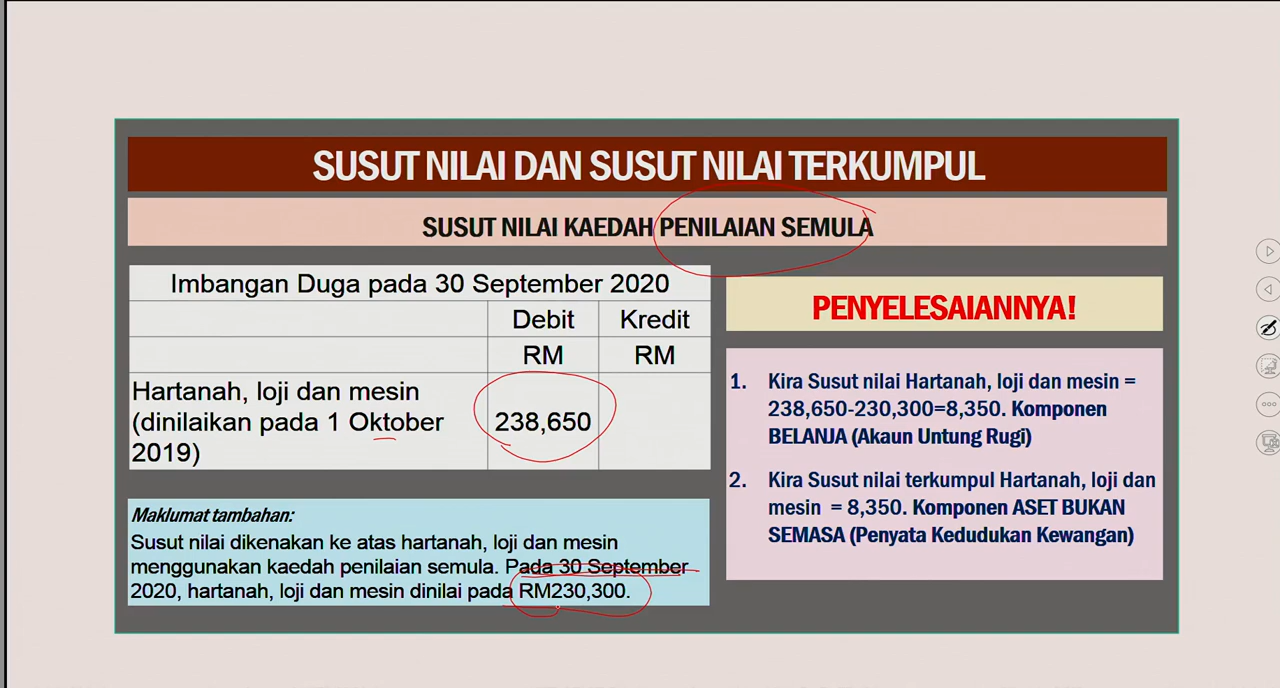 SUSUT NILAI DAN SUSUT NILAI TERKUMPUL
SUSUT NILAI KAEDAH PENILAIAN SEMULA
Imbangan Duga pada 30 September 2020
Debit Kredit
RM RM
Hartanah, loji dan mesin
(dinilaikan pada 1 Oktober
2019)
238,650
Maklumat tambahan:
Susut nilai dikenakan ke atas hartanah, loji dan mesin
menggunakan kaedah penilaian semula. Pada 30 September
2020, hartanah, loji dan mesin dinilai pada RM230,300.
PENYELESAIANNYA!
1. Kira Susut nilai Hartanah, loji dan mesin =
238,650-230,300=8,350. Komponen
BELANJA (Akaun Untung Rugi)
2. Kira Susut nilai terkumpul Hartanah, loji dan
mesin = 8,350. Komponen ASET BUKAN
SEMASA (Penyata Kedudukan Kewangan)